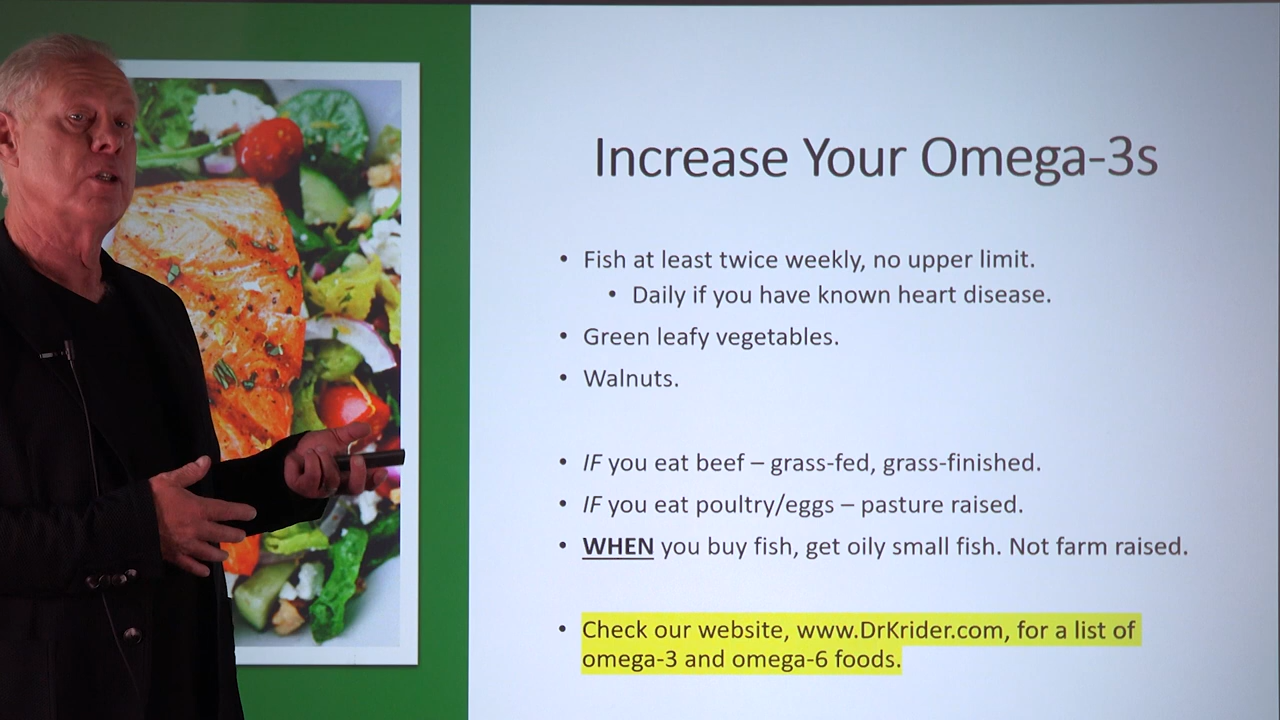 Increase Your Omega-3s
• Fish at least twice weekly, no upper limit.
• Daily if you have known heart disease.
• Green leafy vegetables.
• Walnuts.
• IF you eat beef – grass-fed, grass-finished.
• IF you eat poultry/eggs – pasture raised.
• WHEN you buy fish, get oily small fish. Not farm raised.
• Check our website, www.DrKrider.com, for a list of
omega-3 and omega-6 foods.